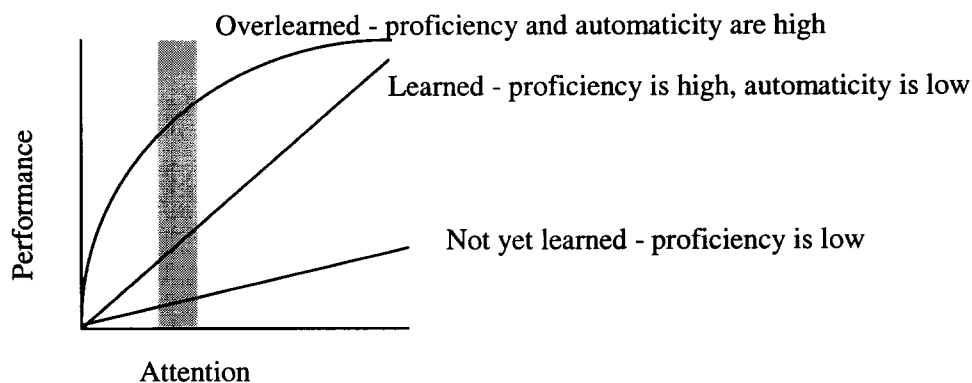 Overlearned - proficiency and automaticity are high
Learned - proficiency is high, automaticity is low
Performance
Not yet learned - proficiency is low
Attention